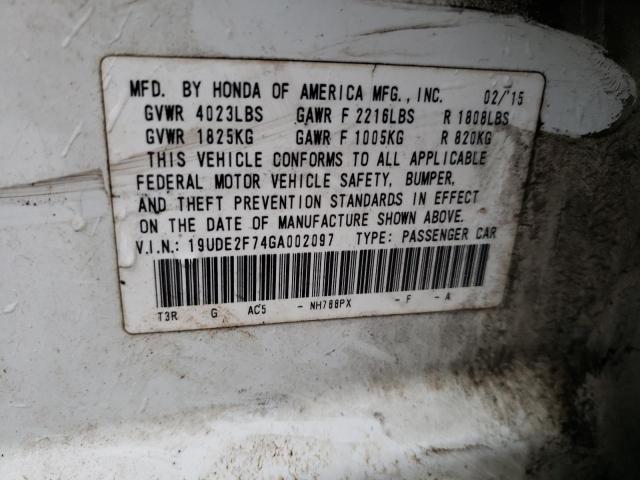 MFD. BY HONDA OF AMERICA MFG., INC. 02/'15
GVWR 4023LBS GAWR F 2216LBS R 1808LBS
GVWR 1825KG GAWR F 1005KG R 820KG
THIS VEHICLE CONFORMS TO ALL APPLICABLE
FEDERAL MOTOR VEHICLE SAFETY, BUMPER,
AND THEFT PREVENTION STANDARDS IN EFFECT
ON THE DATE OF MANUFACTURE SHOWN ABOVE.
V.I.N.: 19UDE2F74GA002097 TYPE: PASSENGER CAR
T3R G AC5 - NH788PX - F - A